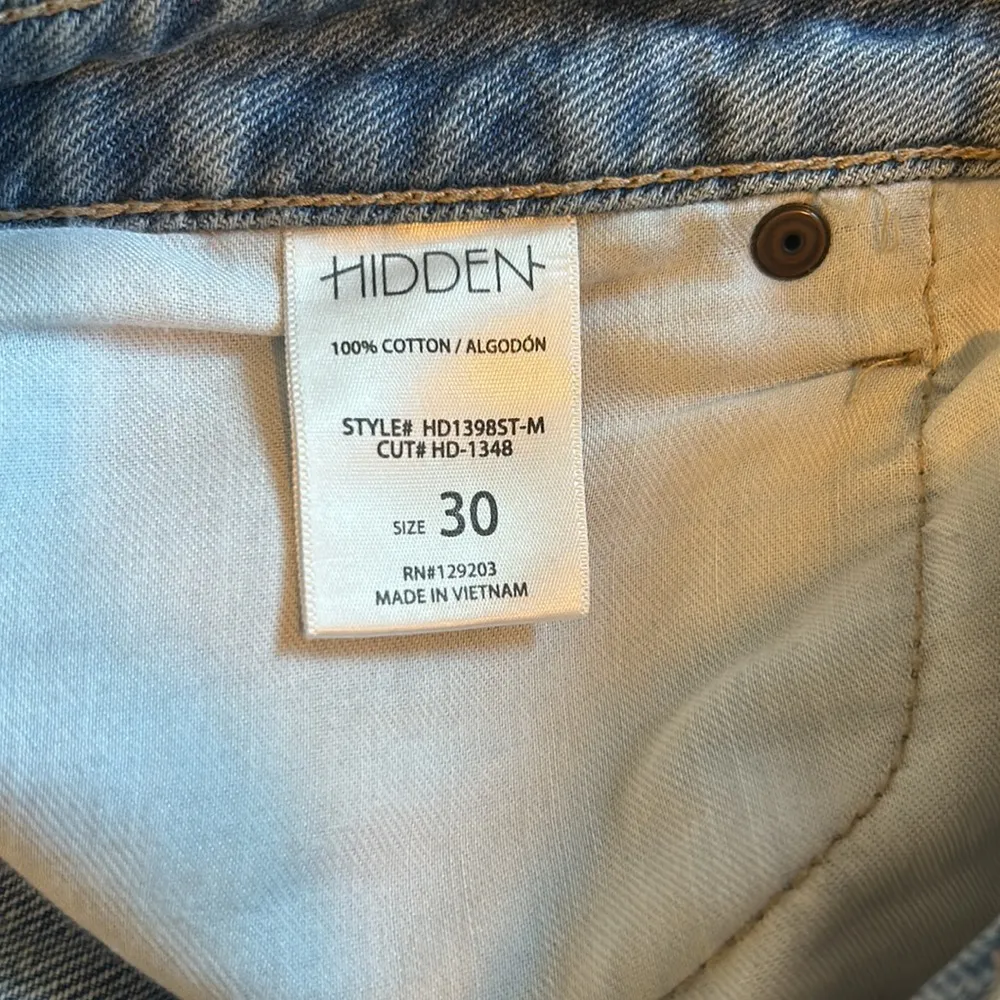 HIDDEN
100% COTTON / ALGODÓN
STYLE# HD1398ST-M
CUT# HD-1348
SIZE 30
RN#129203
MADE IN VIETNAM